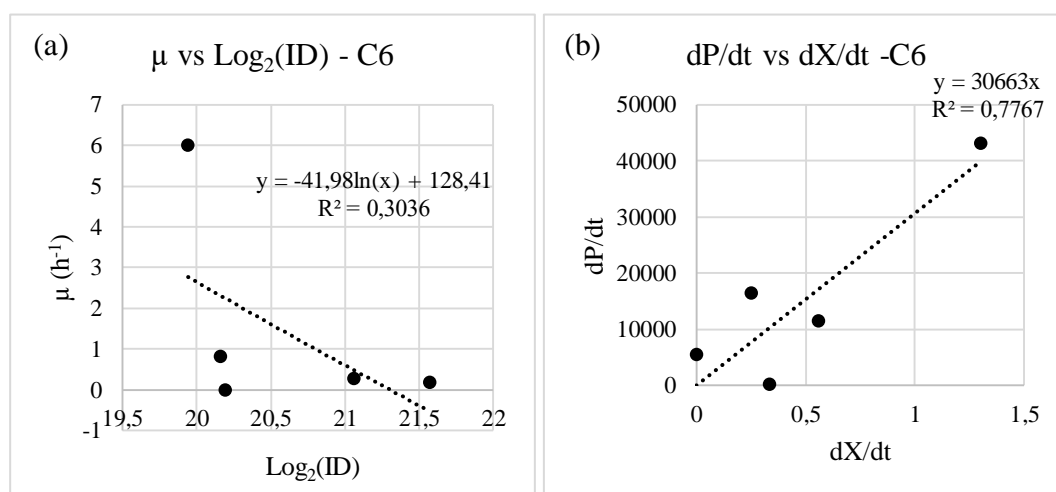 (a)
µ vs Log₂(ID) - C6
7
6
5
4
3
2
1
0
-1
y = -41,98ln(x) + 128,41
R² = 0,3036
19,5
20
20,5
21
21,5
22
µ (h⁻¹)
Log₂(ID)
(b)
dP/dt vs dX/dt -C6
y = 30663x
R² = 0,7767
50000
40000
30000
20000
10000
0
0
0,5
1
1,5
dP/dt
dX/dt